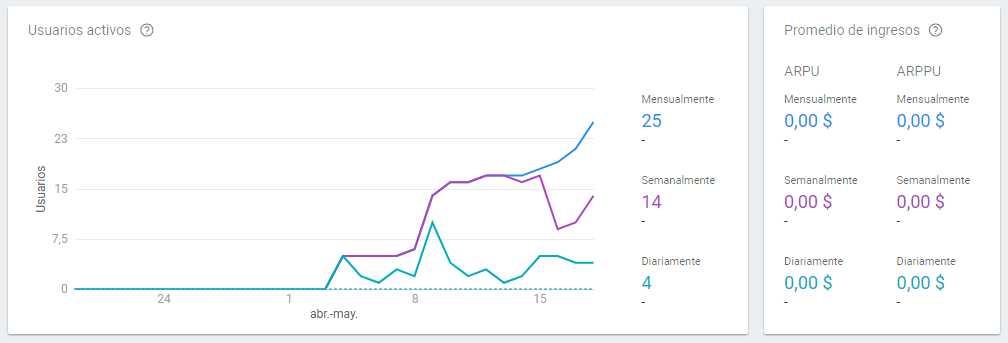 Usuarios activos
30
23
15
7,5
0
Usuarios
24
1
8
15
abr.-may.
Mensualmente
25
-
Semanalmente
14
-
Diariamente
4
-
Promedio de ingresos
ARPU
ARPPU
Mensualmente
Mensualmente
0,00 $
0,00 $
-
-
Semanalmente
Semanalmente
0,00 $
0,00 $
-
-
Diariamente
Diariamente
0,00 $
0,00 $
-
-